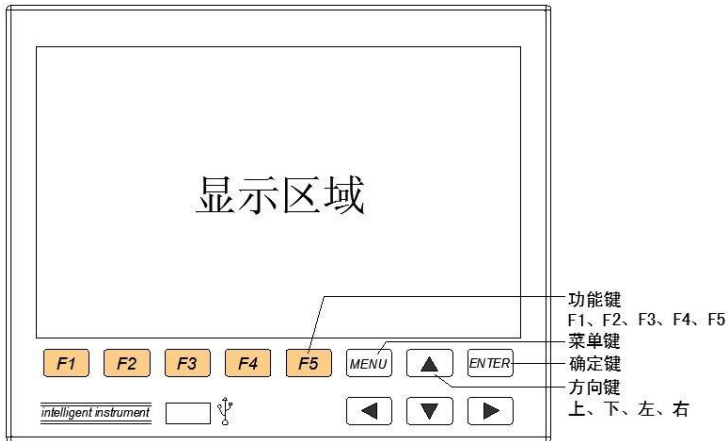 显示区域
功能键
F1、F2、F3、F4、F5
菜单键
确定键
方向键
上、下、左、右
F1 F2 F3 F4 F5 MENU ENTER
intelligent instrument